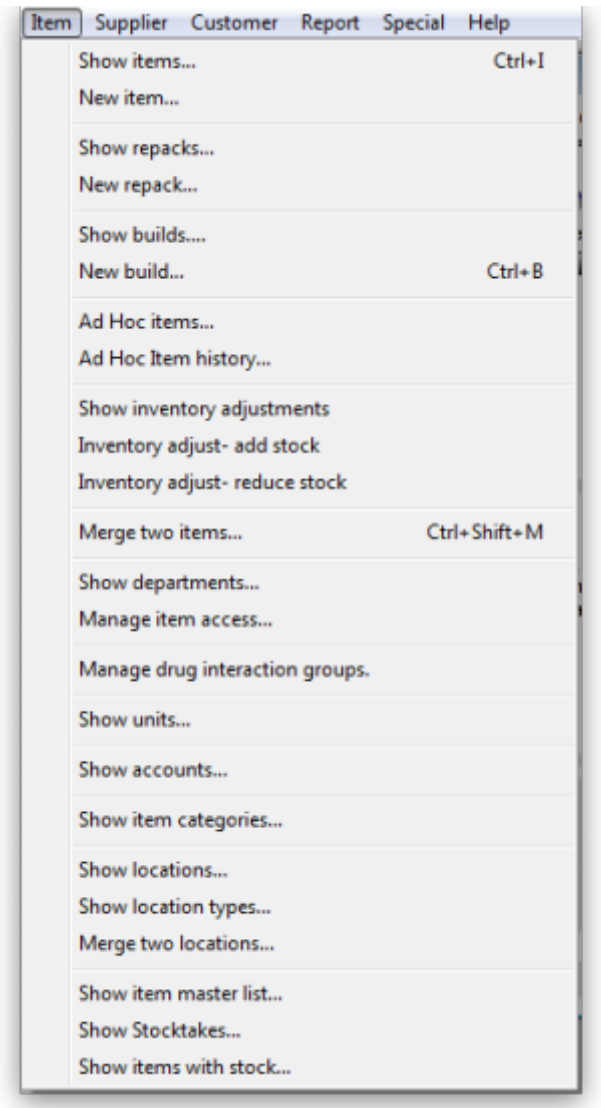 Item Supplier Customer Report Special Help
Show items... Ctrl+I
New item...
Show repacks...
New repack...
Show builds....
New build... Ctrl+B
Ad Hoc items...
Ad Hoc Item history...
Show inventory adjustments
Inventory adjust- add stock
Inventory adjust- reduce stock
Merge two items... Ctrl+Shift+M
Show departments...
Manage item access...
Manage drug interaction groups.
Show units...
Show accounts...
Show item categories...
Show locations...
Show location types...
Merge two locations...
Show item master list...
Show Stocktakes...
Show items with stock...